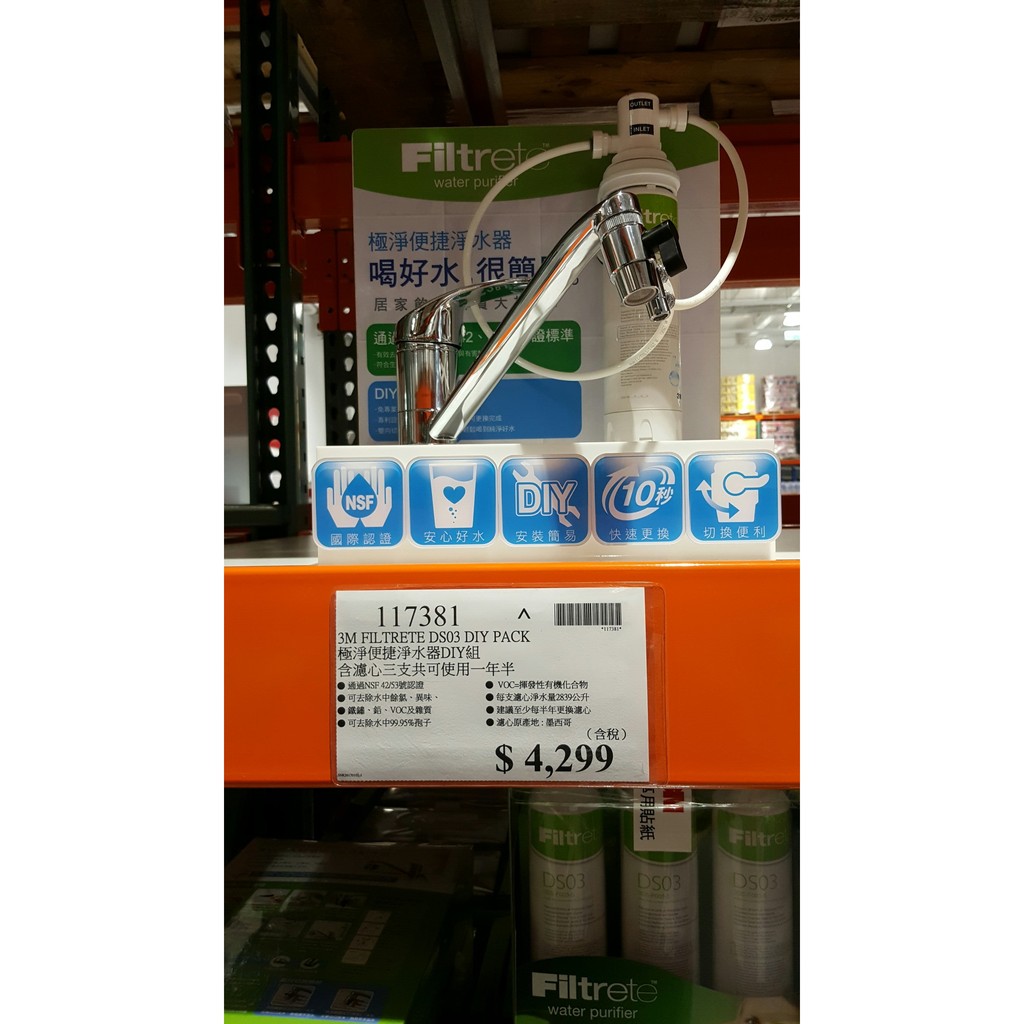 OUTLET
INLET
Filtrete
water purifier
極淨便捷淨水器
喝好水 很簡
居家飲
DIY
NSF
國際認證
安心好水
DIY
安裝簡易
10秒
快速更換
切換便利
117381 ^
*117381*
3M FILTRETE DS03 DIY PACK
極淨便捷淨水器DIY組
含濾心三支共可使用一年半
● 通過NSF 42/53號認證
● 可去除水中餘氯、異味、
● 鐵鏽、鉛、VOC及雜質
● 可去除水中99.95%孢子
● VOC=揮發性有機化合物
● 每支濾心淨水量2839公升
● 建議至少每半年更換濾心
● 濾心原產地 : 墨西哥
（含稅）
$ 4,299
用貼紙
Filtrete
DS03
DS03
Filtrete
DS03
Filtrete
water purifier